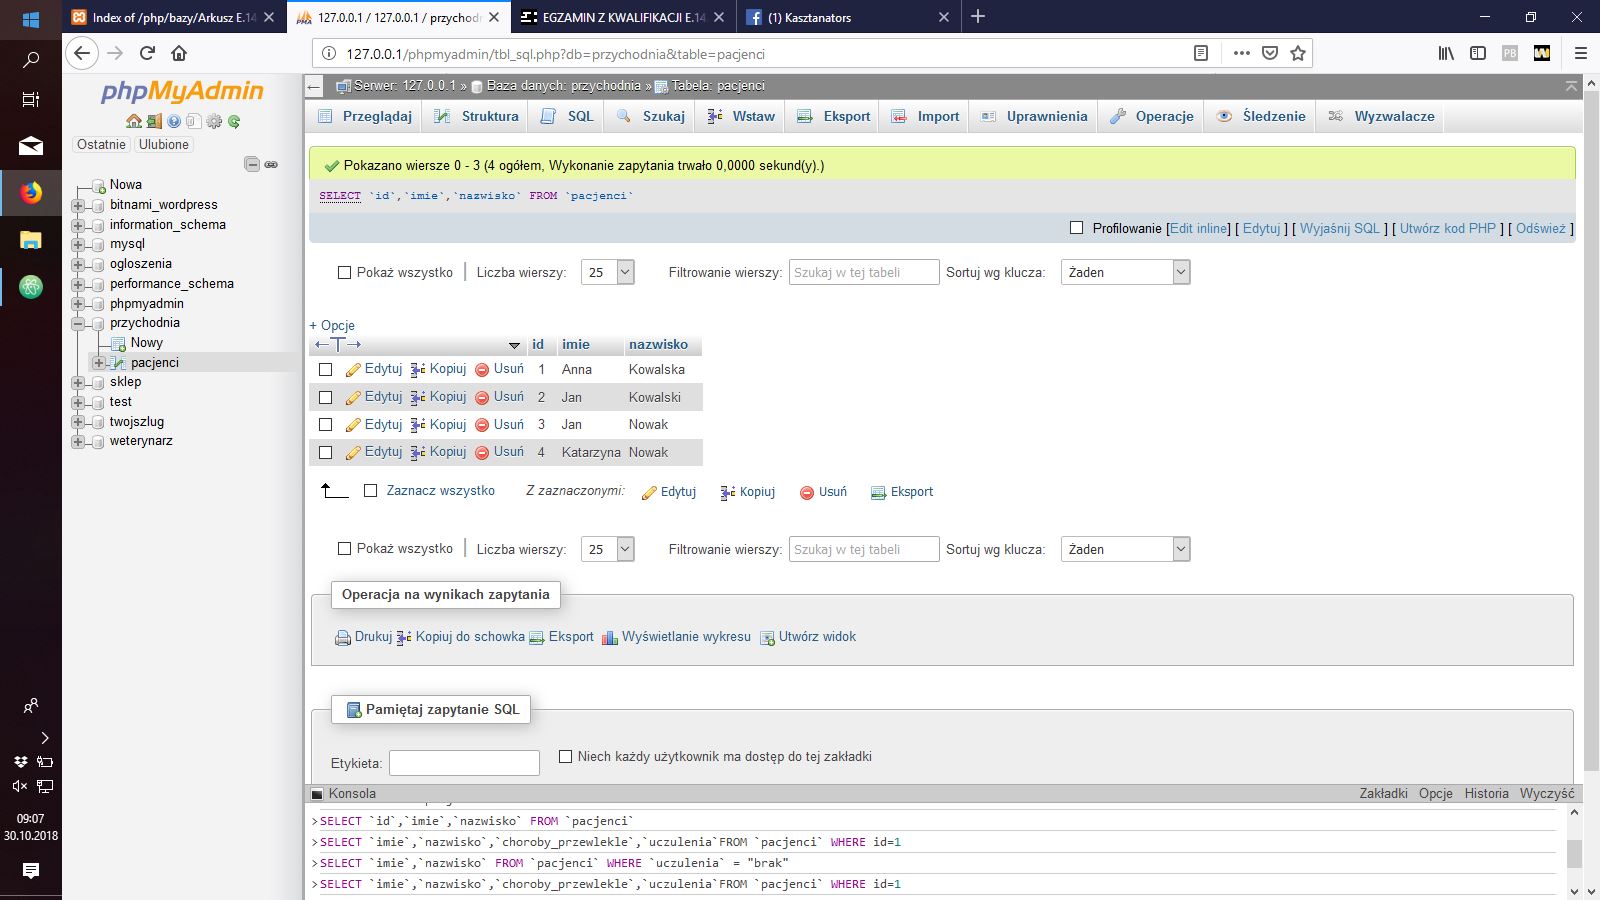 Index of /php/bazy/Arkusz E.14
127.0.0.1 / 127.0.0.1 / przychodn
EGZAMIN Z KWALIFIKACJI E.14
(1) Kasztanators
127.0.0.1/phpmyadmin/tbl_sql.php?db=przychodnia&table=pacjenci
phpMyAdmin
Ostatnie Ulubione
Nowa
bitnami_wordpress
information_schema
mysql
ogloszenia
performance_schema
phpmyadmin
przychodnia
Nowy
pacjenci
sklep
test
twojszlug
weterynarz
Serwer: 127.0.0.1 » Baza danych: przychodnia » Tabela: pacjenci
Przeglądaj Struktura SQL Szukaj Wstaw Eksport Import Uprawnienia Operacje Śledzenie Wyzwalacze
Pokazano wiersze 0 - 3 (4 ogółem, Wykonanie zapytania trwało 0,0000 sekund(y).)
SELECT `id`,`imie`,`nazwisko` FROM `pacjenci`
Profilowanie [Edit inline] [ Edytuj ] [ Wyjaśnij SQL ] [ Utwórz kod PHP ] [ Odśwież ]
Pokaż wszystko Liczba wierszy: 25 Filtrowanie wierszy: Szukaj w tej tabeli Sortuj wg klucza: Żaden
+ Opcje
←T→ id imie nazwisko
Edytuj Kopiuj Usuń 1 Anna Kowalska
Edytuj Kopiuj Usuń 2 Jan Kowalski
Edytuj Kopiuj Usuń 3 Jan Nowak
Edytuj Kopiuj Usuń 4 Katarzyna Nowak
Zaznacz wszystko Z zaznaczonymi: Edytuj Kopiuj Usuń Eksport
Pokaż wszystko Liczba wierszy: 25 Filtrowanie wierszy: Szukaj w tej tabeli Sortuj wg klucza: Żaden
Operacja na wynikach zapytania
Drukuj Kopiuj do schowka Eksport Wyświetlanie wykresu Utwórz widok
Pamiętaj zapytanie SQL
Etykieta: Niech każdy użytkownik ma dostęp do tej zakładki
Konsola Zakładki Opcje Historia Wyczyść
>SELECT `id`,`imie`,`nazwisko` FROM `pacjenci`
>SELECT `imie`,`nazwisko`,`choroby_przewlekle`,`uczulenia`FROM `pacjenci` WHERE id=1
>SELECT `imie`,`nazwisko` FROM `pacjenci` WHERE `uczulenia` = "brak"
>SELECT `imie`,`nazwisko`,`choroby_przewlekle`,`uczulenia`FROM `pacjenci` WHERE id=1
09:07
30.10.2018